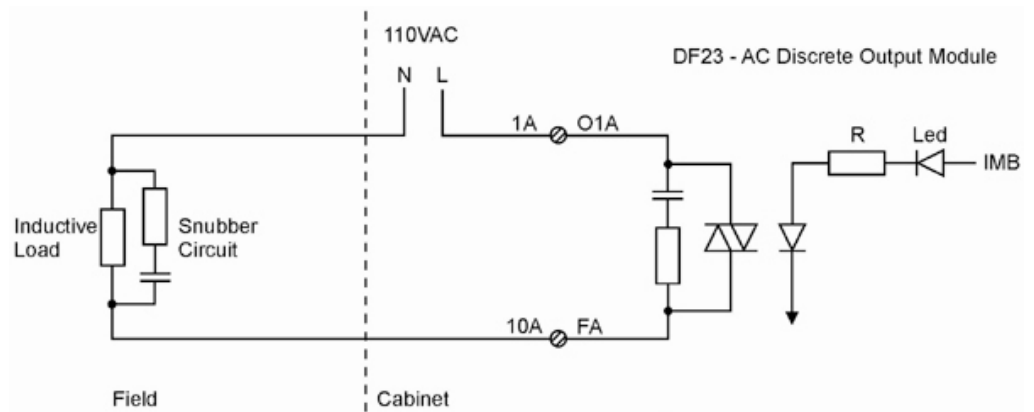 110VAC
N L
DF23 - AC Discrete Output Module
1A O1A
R Led
IMB
Inductive
Load
Snubber
Circuit
10A FA
Field
Cabinet